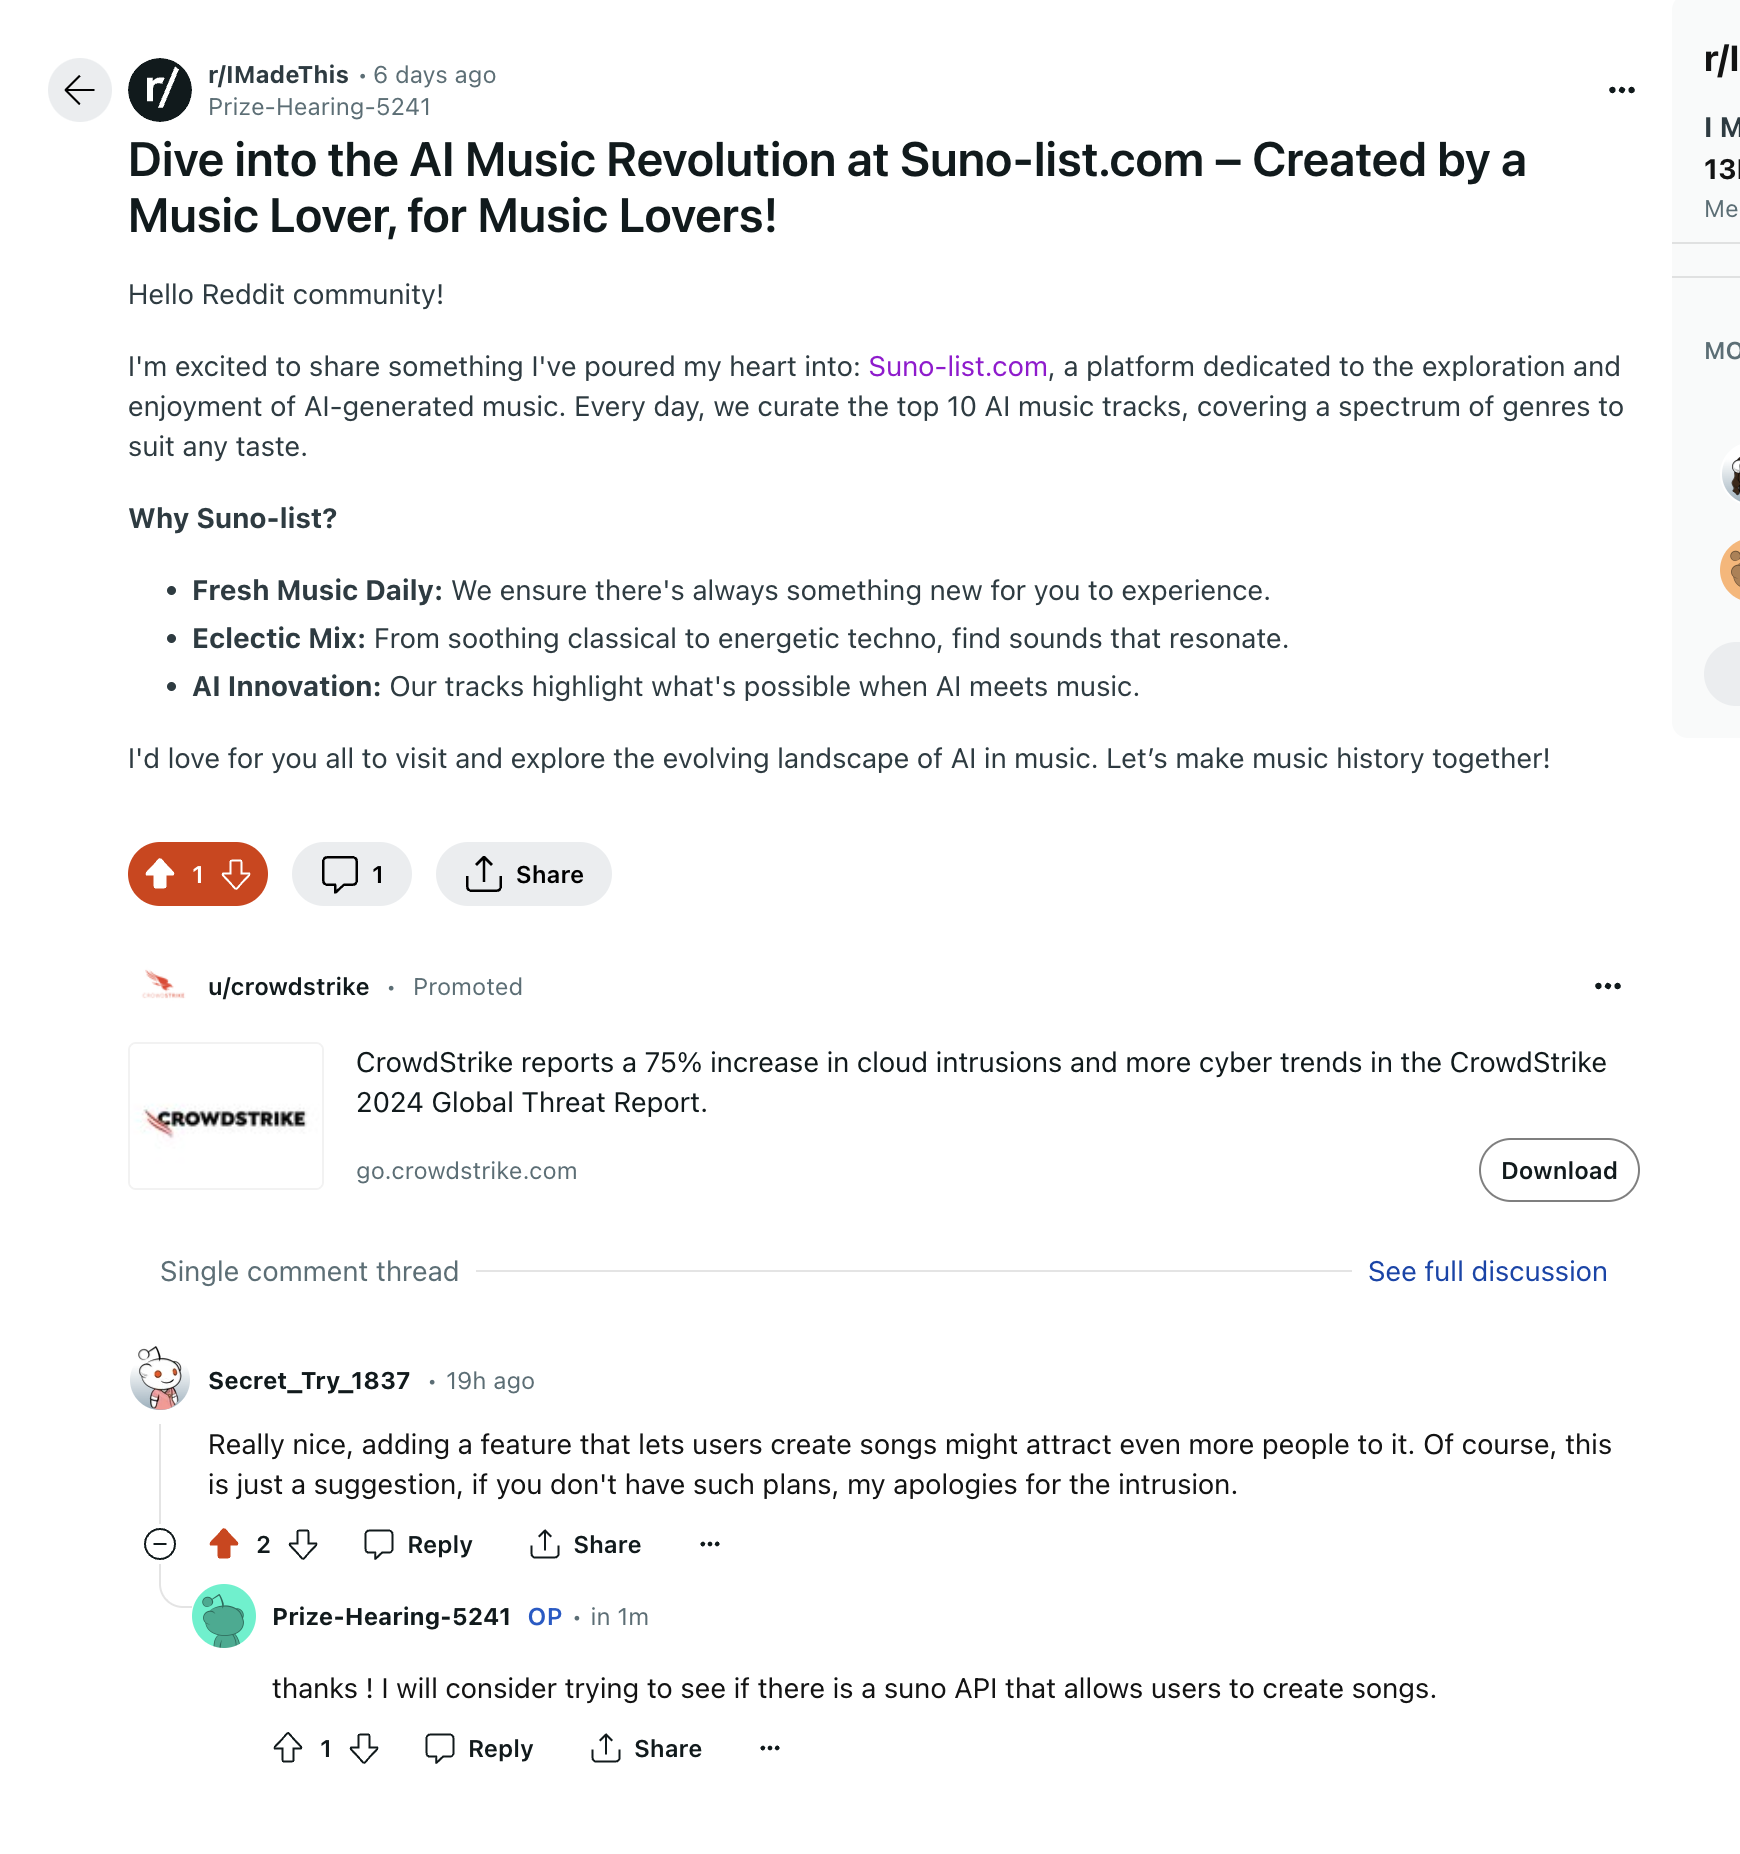 r/IMadeThis • 6 days ago
Prize-Hearing-5241
Dive into the AI Music Revolution at Suno-list.com – Created by a
Music Lover, for Music Lovers!
Hello Reddit community!
I'm excited to share something I've poured my heart into: Suno-list.com, a platform dedicated to the exploration and
enjoyment of AI-generated music. Every day, we curate the top 10 AI music tracks, covering a spectrum of genres to
suit any taste.
Why Suno-list?
• Fresh Music Daily: We ensure there's always something new for you to experience.
• Eclectic Mix: From soothing classical to energetic techno, find sounds that resonate.
• AI Innovation: Our tracks highlight what's possible when AI meets music.
I'd love for you all to visit and explore the evolving landscape of AI in music. Let’s make music history together!
1 1 Share
u/crowdstrike • Promoted
CROWDSTRIKE
CrowdStrike reports a 75% increase in cloud intrusions and more cyber trends in the CrowdStrike
2024 Global Threat Report.
go.crowdstrike.com
Download
Single comment thread See full discussion
Secret_Try_1837 • 19h ago
Really nice, adding a feature that lets users create songs might attract even more people to it. Of course, this
is just a suggestion, if you don't have such plans, my apologies for the intrusion.
2 Reply Share
Prize-Hearing-5241 OP • in 1m
thanks ! I will consider trying to see if there is a suno API that allows users to create songs.
1 Reply Share